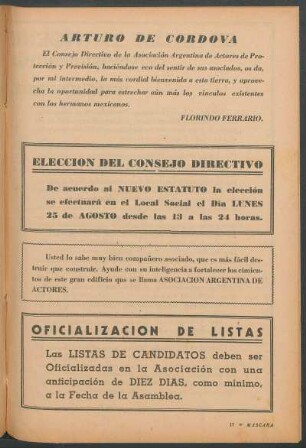 ARTURO DE CORDOVA
El Consejo Directivo de la Asociación Argentina de Actores de Pro-
tección y Previsión, haciéndose eco del sentir de sus asociados, os da,
por mi intermedio, la más cordial bienvenida a esta tierra, y aprove-
cha la oportunidad para estrechar aún más los vínculos existentes
con los hermanos mexicanos.
FLORINDO FERRARIO.
ELECCION DEL CONSEJO DIRECTIVO
De acuerdo al NUEVO ESTATUTO la elección
se efectuará en el Local Social el Día LUNES
25 de AGOSTO desde las 13 a las 24 horas.
Usted lo sabe muy bien compañero asociado, que es más fácil des-
truir que construir. Ayude con su inteligencia a fortalecer los cimien-
tos de este gran edificio que se llama ASOCIACION ARGENTINA DE
ACTORES.
OFICIALIZACION DE LISTAS
Las LISTAS DE CANDIDATOS deben ser
Oficializadas en la Asociación con una
anticipación de DIEZ DIAS, como mínimo,
a la Fecha de la Asamblea.
17 * MASCARA